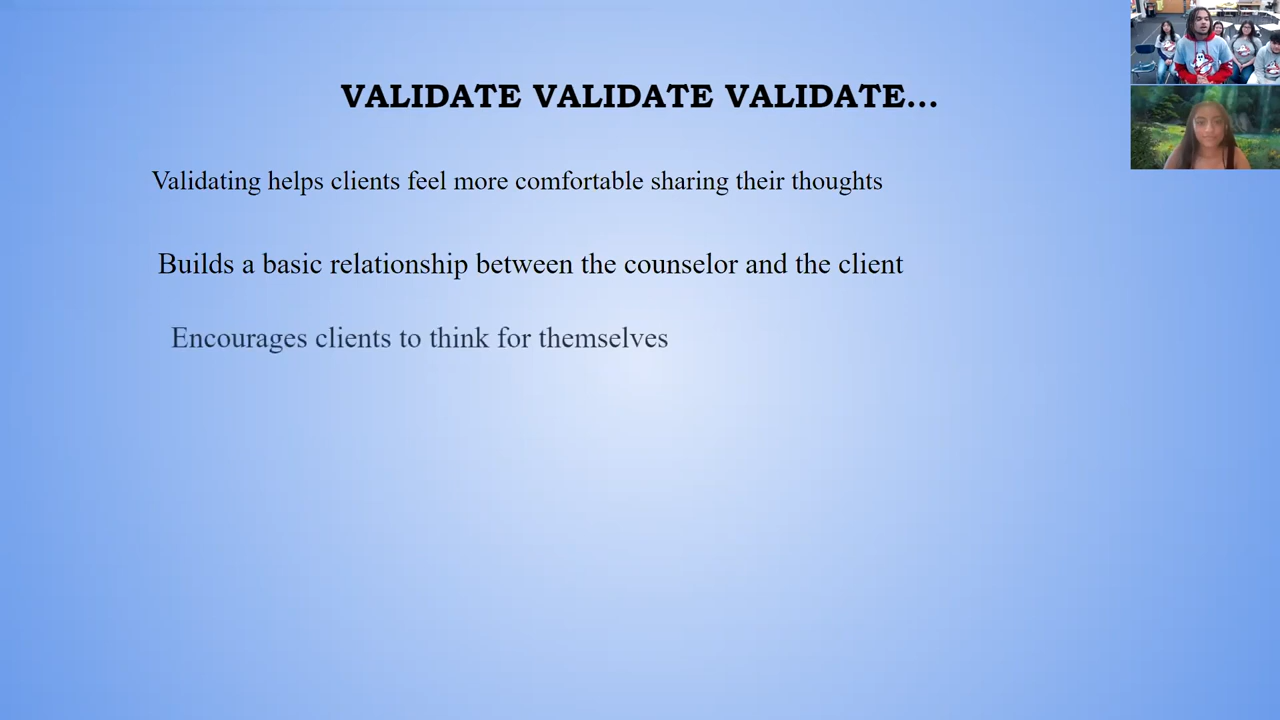 VALIDATE VALIDATE VALIDATE...
Validating helps clients feel more comfortable sharing their thoughts
Builds a basic relationship between the counselor and the client
Encourages clients to think for themselves